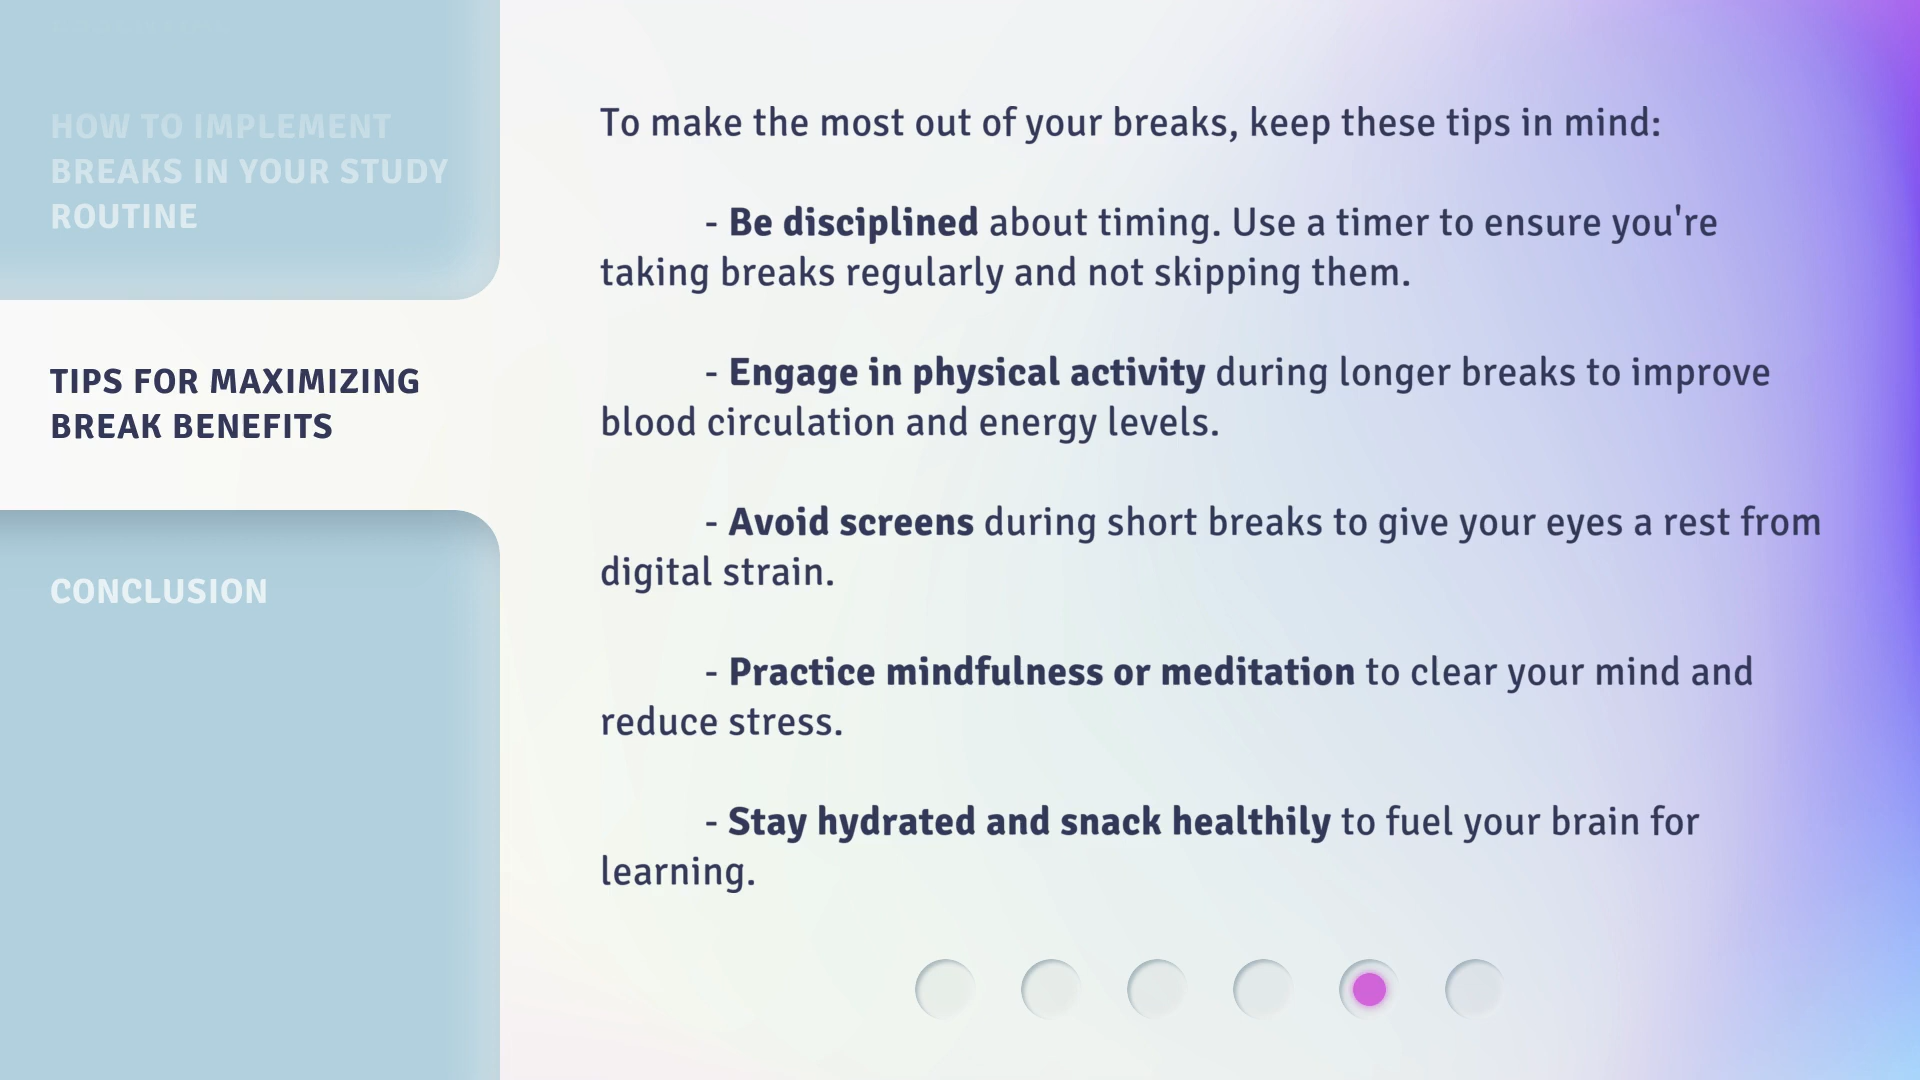 HOW TO IMPLEMENT
BREAKS IN YOUR STUDY
ROUTINE
TIPS FOR MAXIMIZING
BREAK BENEFITS
CONCLUSION
To make the most out of your breaks, keep these tips in mind:
- Be disciplined about timing. Use a timer to ensure you're
taking breaks regularly and not skipping them.
- Engage in physical activity during longer breaks to improve
blood circulation and energy levels.
- Avoid screens during short breaks to give your eyes a rest from
digital strain.
- Practice mindfulness or meditation to clear your mind and
reduce stress.
- Stay hydrated and snack healthily to fuel your brain for
learning.